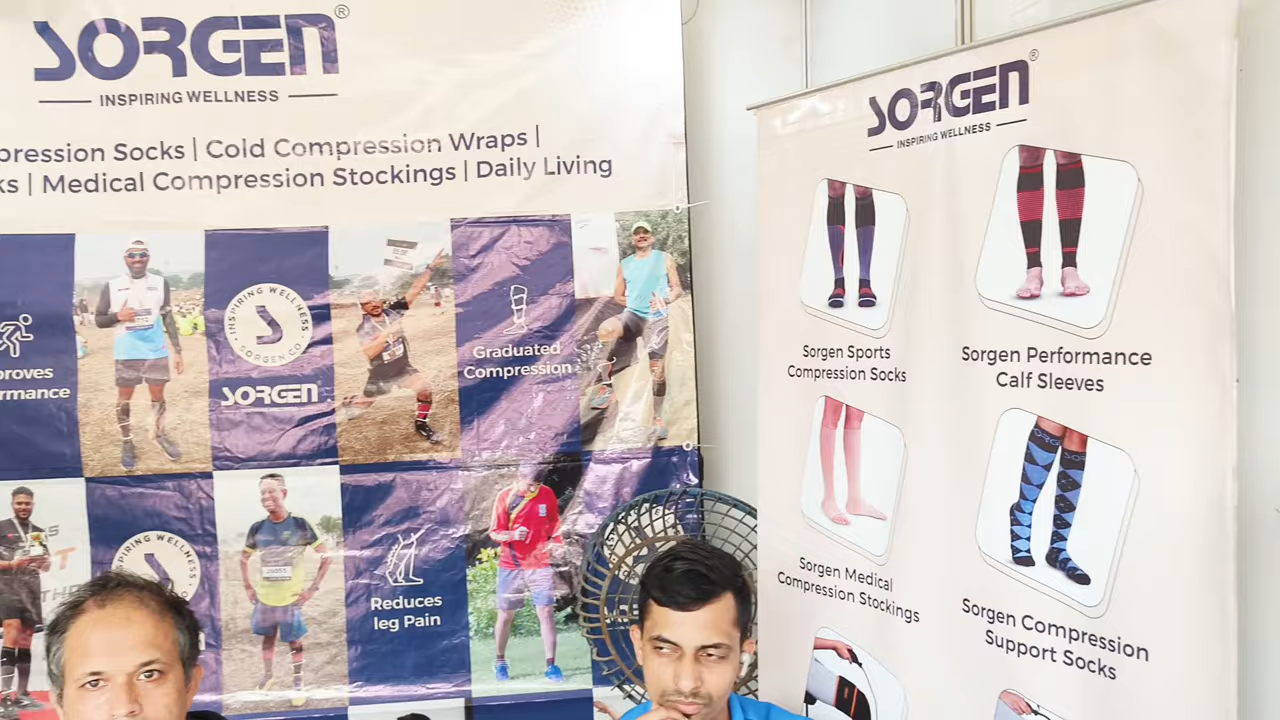 SORGEN®
INSPIRING WELLNESS
pression Socks | Cold Compression Wraps |
ks | Medical Compression Stockings | Daily Living
INSPIRING WELLNESS
SORGEN CO.
SORGEN
Graduated
Compression
proves
rmance
INSPIRING WELLNESS
Reduces
leg Pain
SORGEN®
INSPIRING WELLNESS
Sorgen Sports
Compression Socks
Sorgen Performance
Calf Sleeves
Sorgen Medical
Compression Stockings
Sorgen Compression
Support Socks